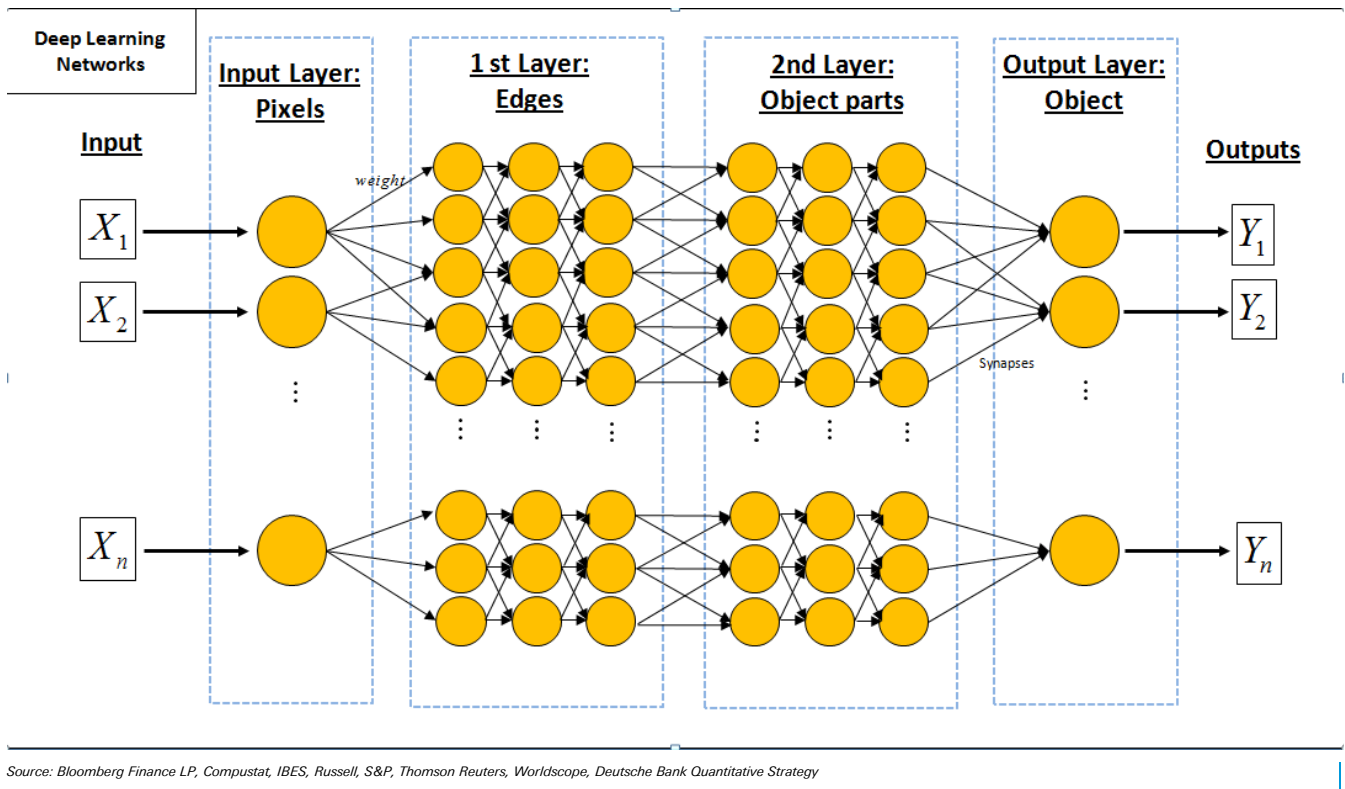 Deep Learning
Networks
Input Layer:
Pixels
1 st Layer:
Edges
2nd Layer:
Object parts
Output Layer:
Object
Input
Outputs
weight
X1
Y1
X2
Y2
Synapses
⋮
⋮
⋮ ⋮ ⋮
⋮ ⋮ ⋮
Xn
Yn
Source: Bloomberg Finance LP, Compustat, IBES, Russell, S&P, Thomson Reuters, Worldscope, Deutsche Bank Quantitative Strategy